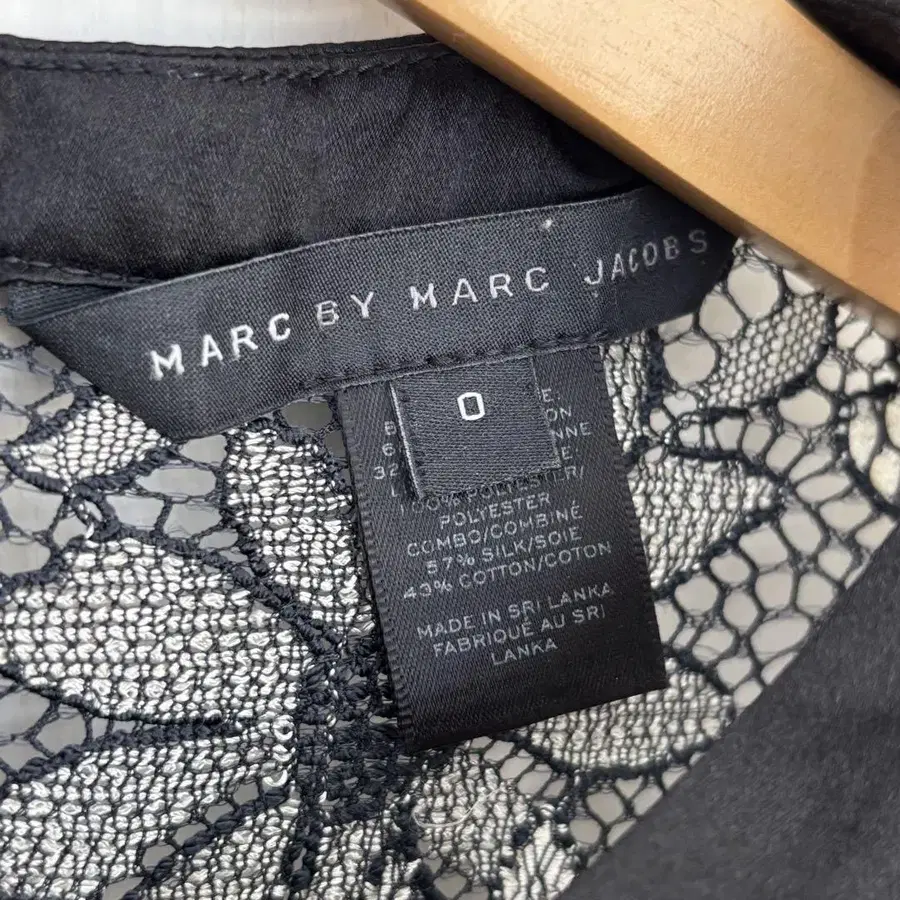 MARC BY MARC JACOBS
0
POLYESTER
COMBO/COMBINÉ
57% SILK/SOIE
43% COTTON/COTON
MADE IN SRI LANKA
FABRIQUÉ AU SRI
LANKA